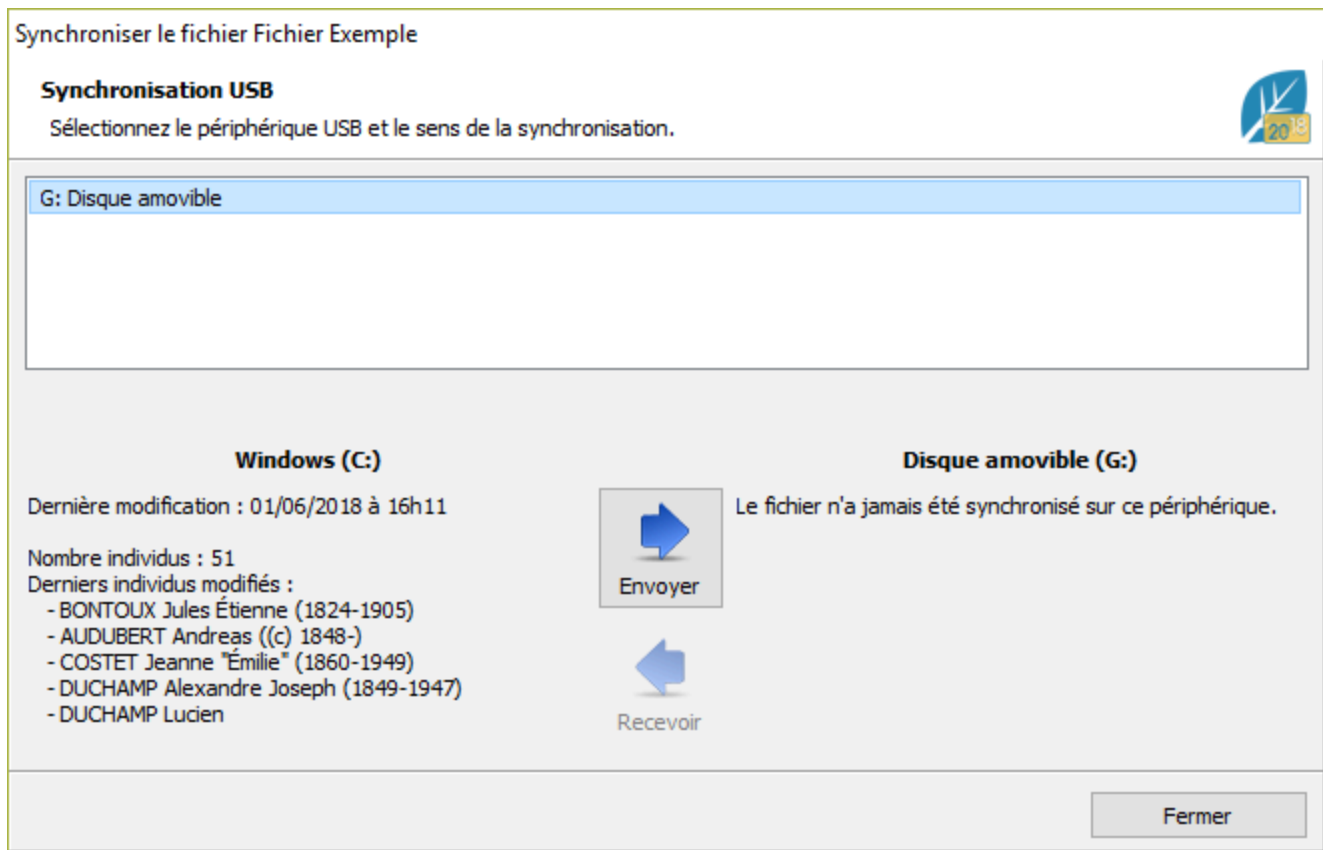 Synchroniser le fichier Fichier Exemple
Synchronisation USB
Sélectionnez le périphérique USB et le sens de la synchronisation.
2018
G: Disque amovible
Windows (C:)
Dernière modification : 01/06/2018 à 16h11
Nombre individus : 51
Derniers individus modifiés :
- BONTOUX Jules Étienne (1824-1905)
- AUDUBERT Andreas ((c) 1848-)
- COSTET Jeanne "Émilie" (1860-1949)
- DUCHAMP Alexandre Joseph (1849-1947)
- DUCHAMP Lucien
Envoyer
Recevoir
Disque amovible (G:)
Le fichier n'a jamais été synchronisé sur ce périphérique.
Fermer